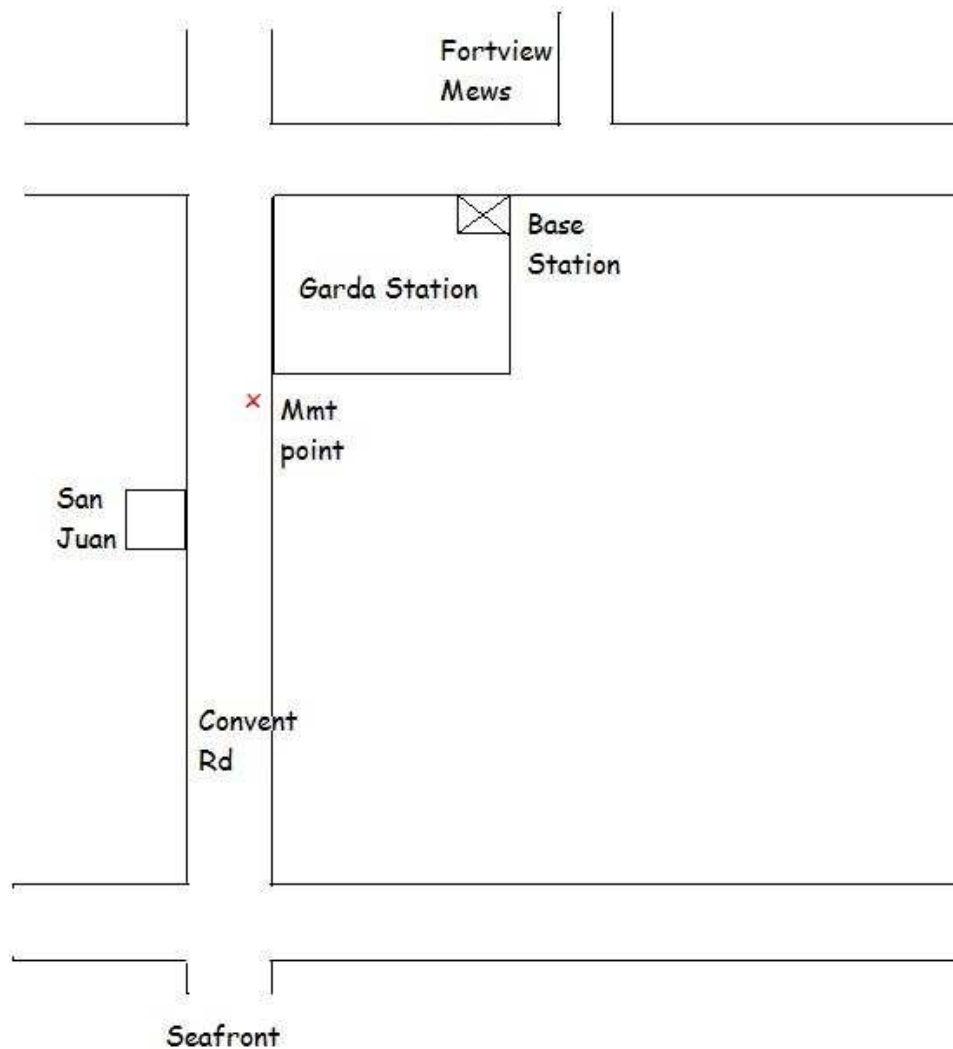 Fortview
Mews
Base
Station
Garda Station
Mmt
point
San
Juan
Convent
Rd
Seafront